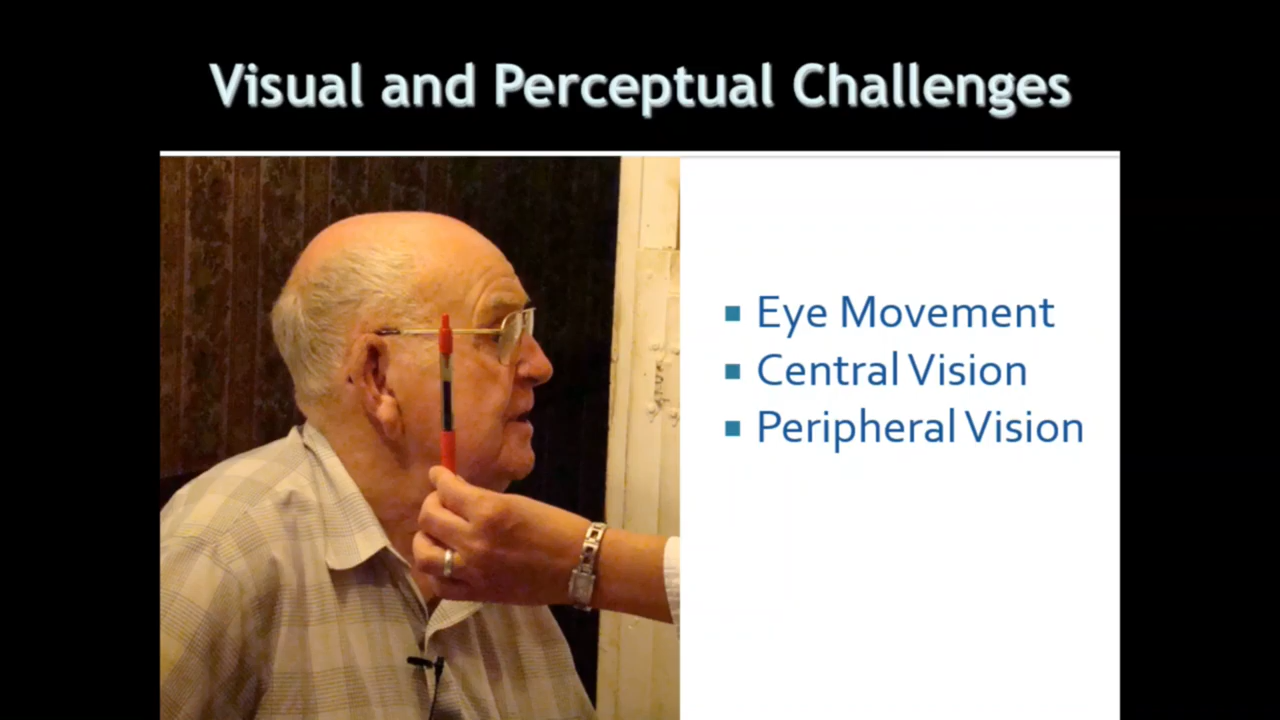 Visual and Perceptual Challenges
Eye Movement
Central Vision
Peripheral Vision